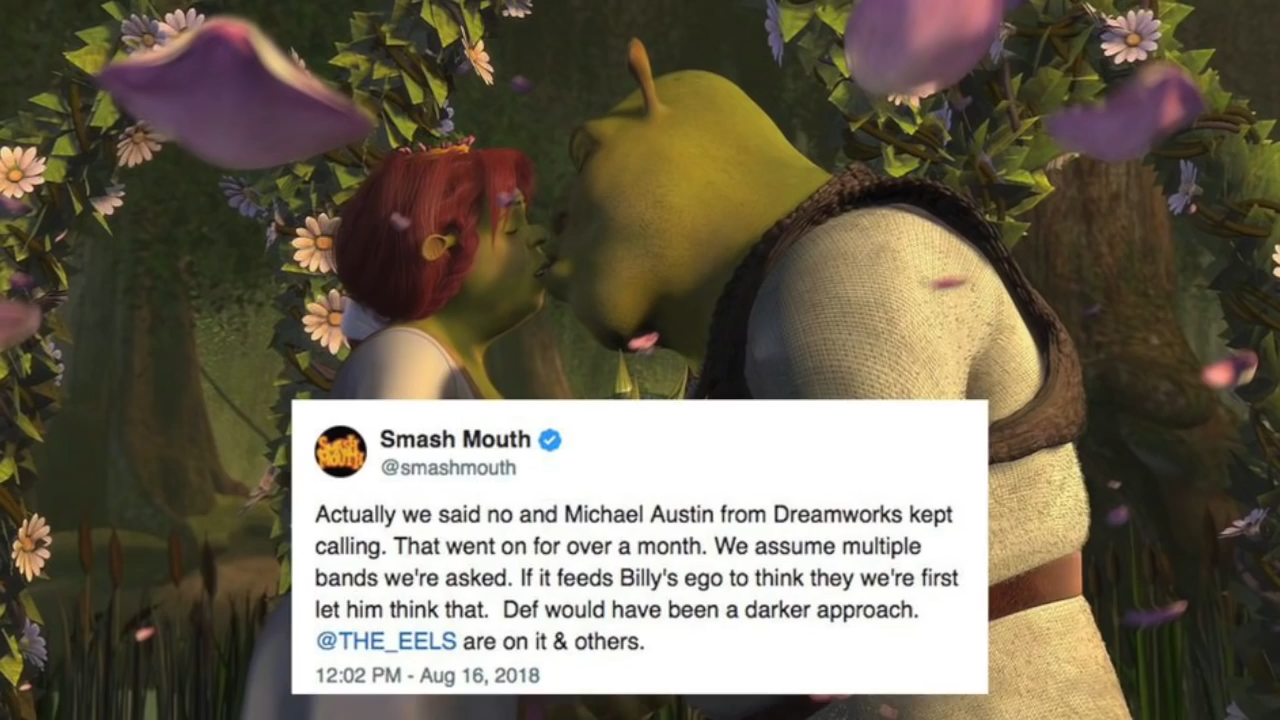 Smash Mouth
@smashmouth
Actually we said no and Michael Austin from Dreamworks kept
calling. That went on for over a month. We assume multiple
bands we're asked. If it feeds Billy's ego to think they we're first
let him think that.  Def would have been a darker approach.
@THE_EELS are on it & others.
12:02 PM - Aug 16, 2018